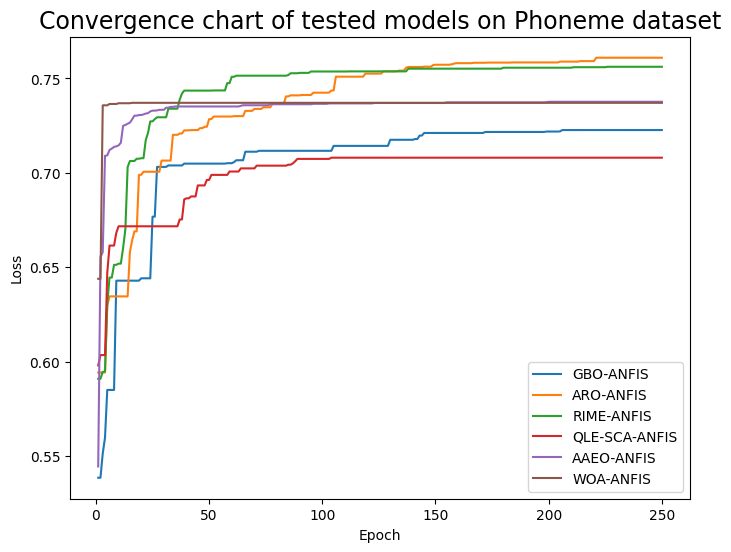 Convergence chart of tested models on Phoneme dataset
Loss
0.75
0.70
0.65
0.60
0.55
0
50
100
150
200
250
Epoch
GBO-ANFIS
ARO-ANFIS
RIME-ANFIS
QLE-SCA-ANFIS
AAEO-ANFIS
WOA-ANFIS